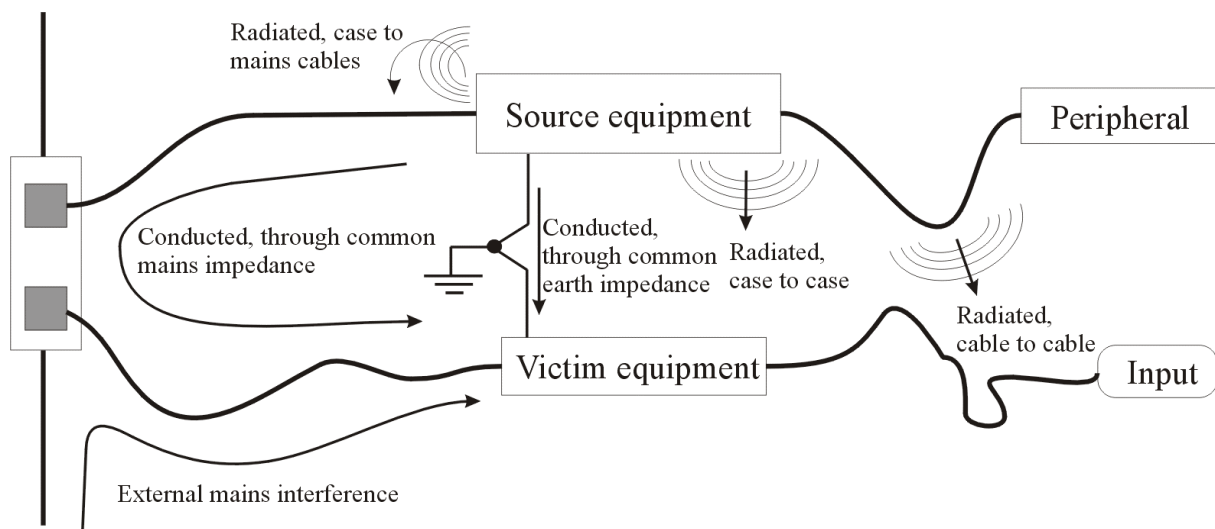 Radiated, case to
mains cables
Source equipment
Peripheral
Conducted, through common
mains impedance
Conducted,
through common
earth impedance
Radiated,
case to case
Radiated,
cable to cable
Victim equipment
Input
External mains interference